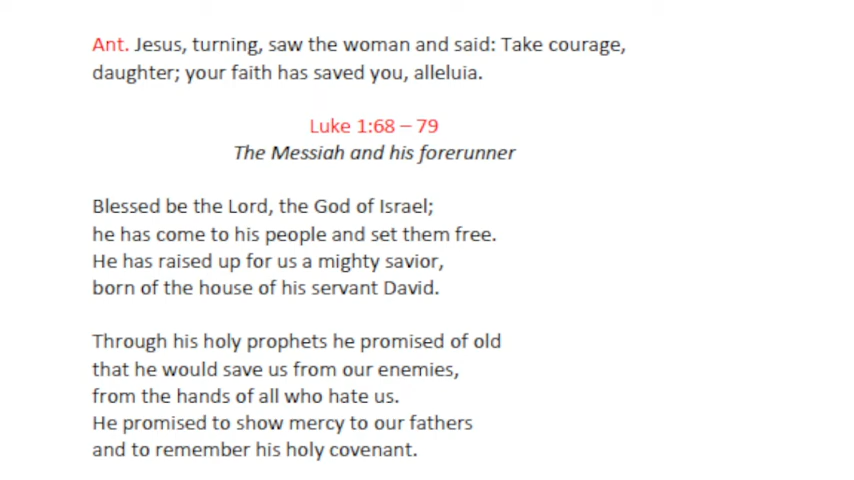 Ant. Jesus, turning, saw the woman and said: Take courage,
daughter; your faith has saved you, alleluia.
Luke 1:68 – 79
The Messiah and his forerunner
Blessed be the Lord, the God of Israel;
he has come to his people and set them free.
He has raised up for us a mighty savior,
born of the house of his servant David.
Through his holy prophets he promised of old
that he would save us from our enemies,
from the hands of all who hate us.
He promised to show mercy to our fathers
and to remember his holy covenant.